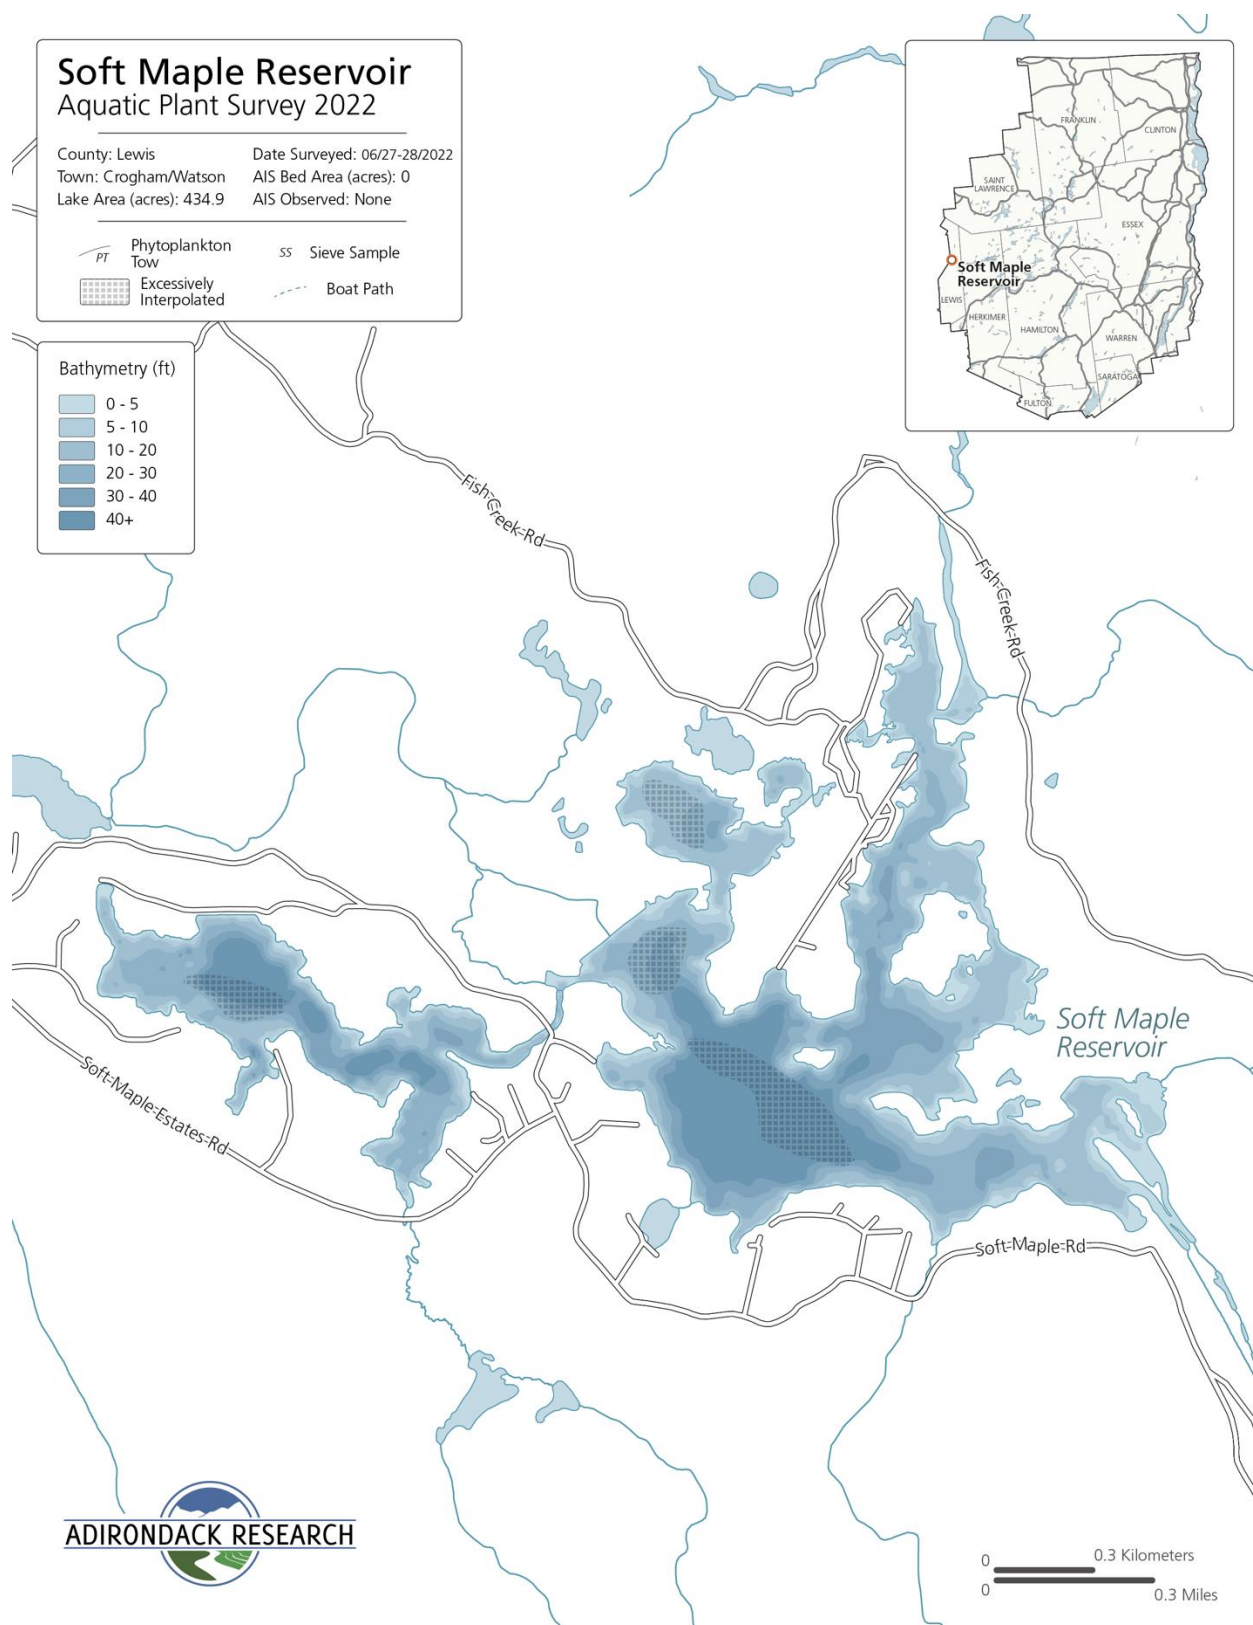 Soft Maple Reservoir
Aquatic Plant Survey 2022
County: Lewis
Date Surveyed: 06/27-28/2022
Town: Crogham/Watson
AIS Bed Area (acres): 0
Lake Area (acres): 434.9
AIS Observed: None
PT
Phytoplankton
Tow
SS
Sieve Sample
Excessively
Interpolated
Boat Path
Bathymetry (ft)
0 - 5
5 - 10
10 - 20
20 - 30
30 - 40
40+
FRANKLIN
CLINTON
SAINT
LAWRENCE
ESSEX
Soft Maple
Reservoir
LEWIS
HERKIMER
HAMILTON
WARREN
SARATOGA
FULTON
Fish-Creek-Rd
Fish-Creek-Rd
Soft Maple
Reservoir
Soft-Maple-Estates-Rd
Soft-Maple-Rd
ADIRONDACK RESEARCH
0
0.3 Kilometers
0
0.3 Miles